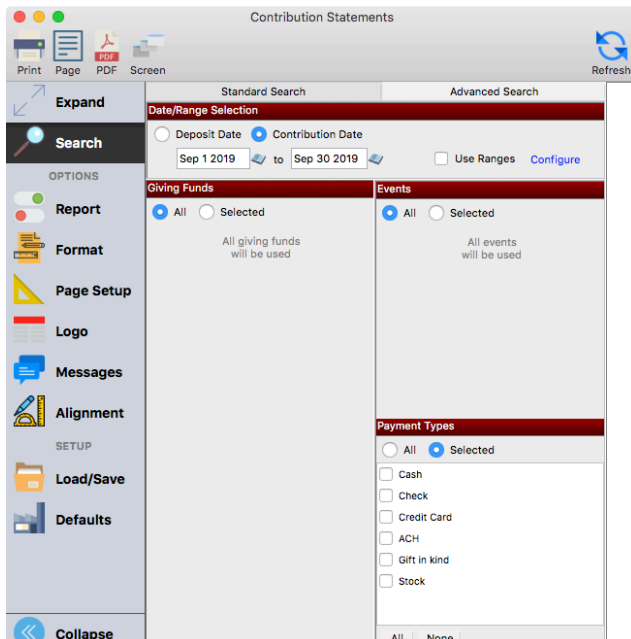 Contribution Statements
PDF
Print Page PDF Screen Refresh
Expand
Search
OPTIONS
Report
Format
Page Setup
Logo
Messages
Alignment
SETUP
Load/Save
Defaults
Collapse
Standard Search Advanced Search
Date/Range Selection
Deposit Date Contribution Date
Sep 1 2019 to Sep 30 2019 Use Ranges Configure
Giving Funds
All Selected
All giving funds
will be used
Events
All Selected
All events
will be used
Payment Types
All Selected
Cash
Check
Credit Card
ACH
Gift in kind
Stock
All None